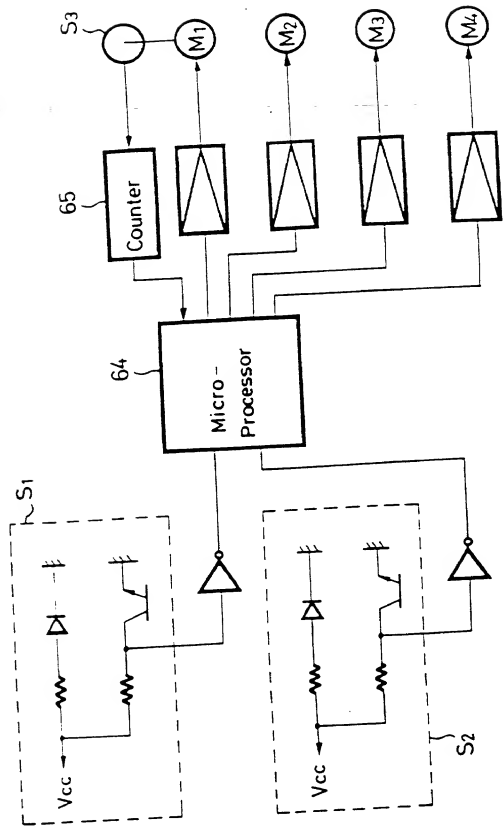 S1
Vcc
S2
Vcc
64
Micro-
Processor
65
Counter
S3
M1
M2
M3
M4